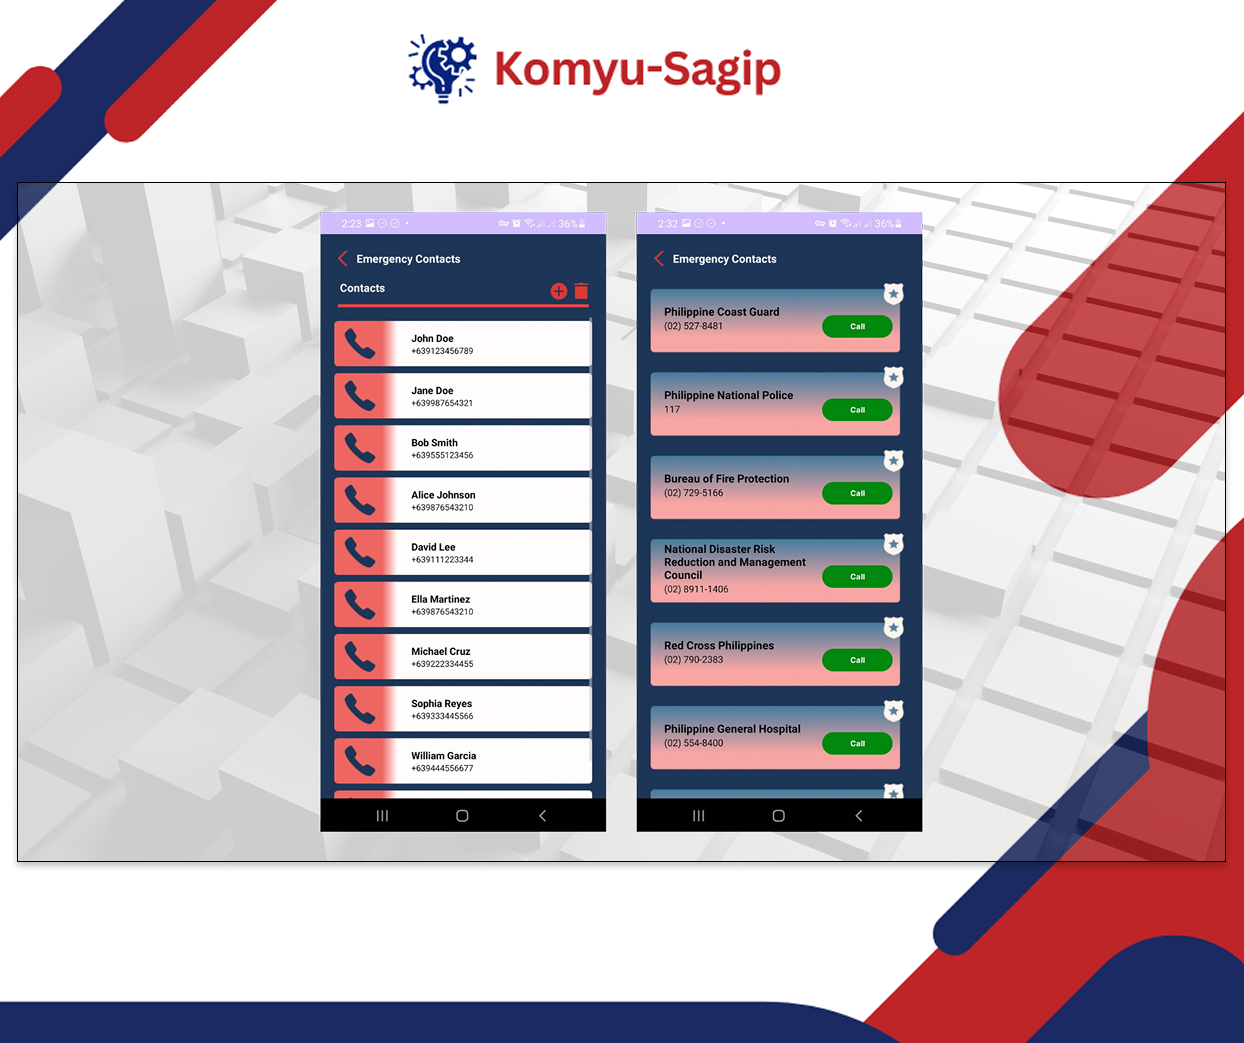 Komyu-Sagip
2:23
36%
Emergency Contacts
Contacts
John Doe
+639123456789
Jane Doe
+639987654321
Bob Smith
+639555123456
Alice Johnson
+639876543210
David Lee
+639111223344
Ella Martinez
+639876543210
Michael Cruz
+639222334455
Sophia Reyes
+639333445566
William Garcia
+639444556677
2:32
36%
Emergency Contacts
Philippine Coast Guard
(02) 527-8481
Call
Philippine National Police
117
Call
Bureau of Fire Protection
(02) 729-5166
Call
National Disaster Risk
Reduction and Management
Council
(02) 8911-1406
Call
Red Cross Philippines
(02) 790-2383
Call
Philippine General Hospital
(02) 554-8400
Call